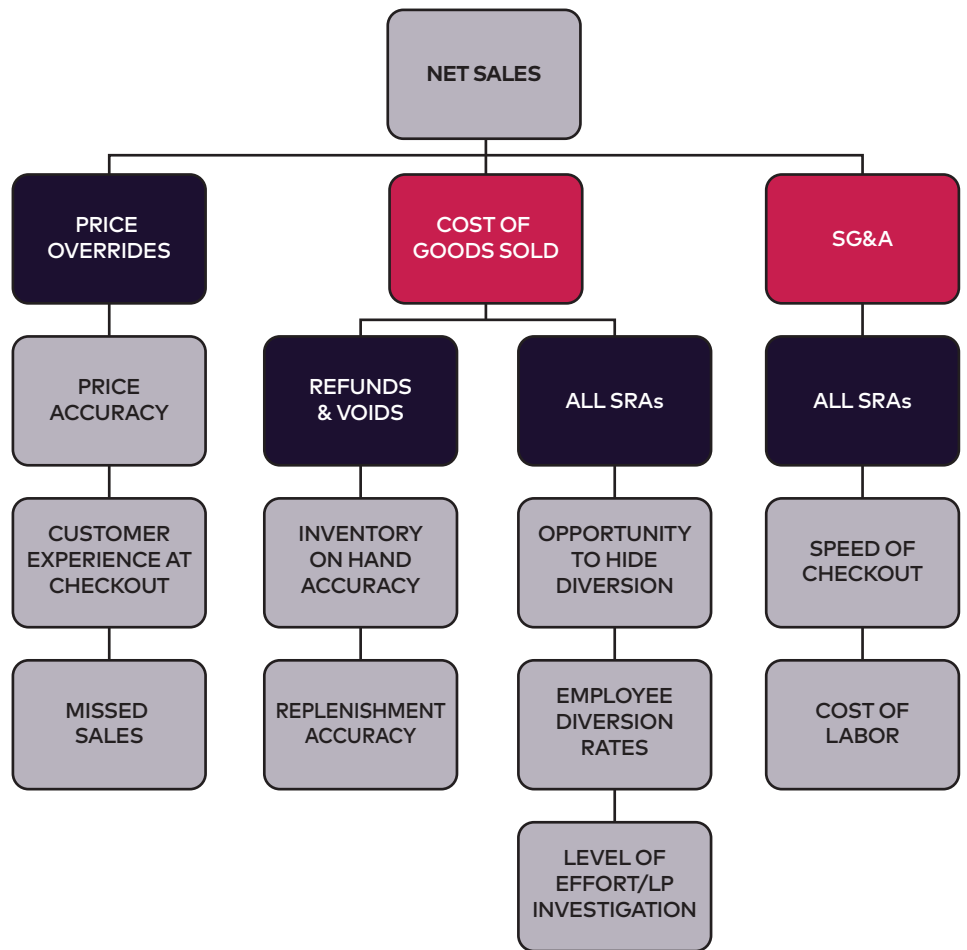 NET SALES
PRICE
OVERRIDES
COST OF
GOODS SOLD
SG&A
PRICE
ACCURACY
REFUNDS
& VOIDS
ALL SRAs
ALL SRAs
CUSTOMER
EXPERIENCE AT
CHECKOUT
INVENTORY
ON HAND
ACCURACY
OPPORTUNITY
TO HIDE
DIVERSION
SPEED OF
CHECKOUT
MISSED
SALES
REPLENISHMENT
ACCURACY
EMPLOYEE
DIVERSION
RATES
COST OF
LABOR
LEVEL OF
EFFORT/LP
INVESTIGATION